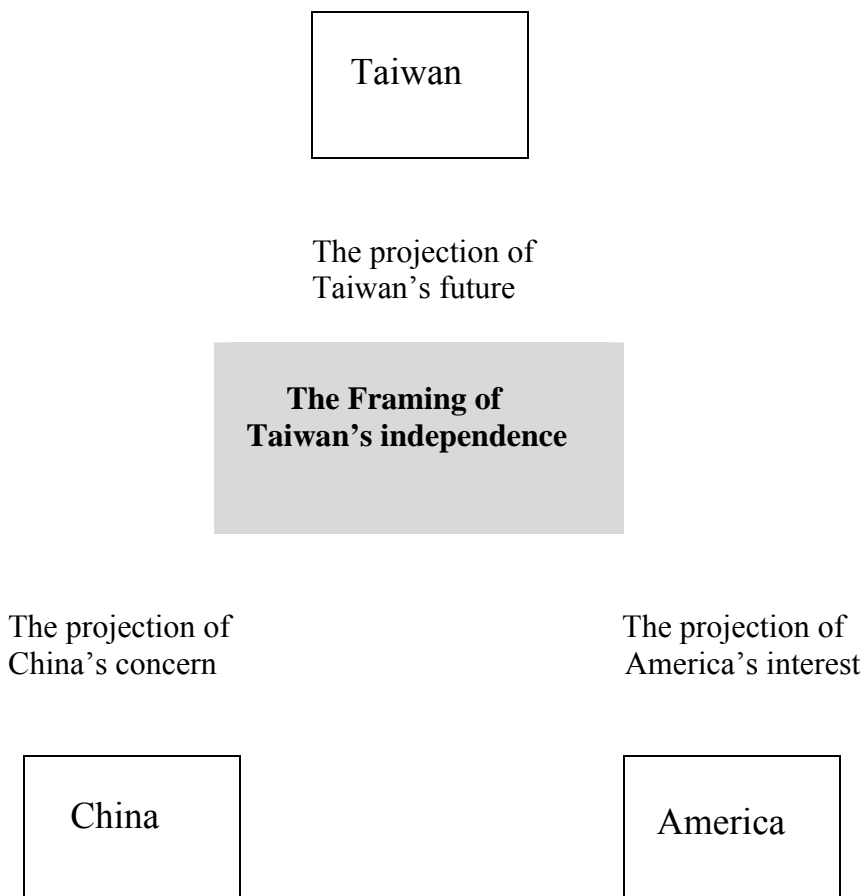 Taiwan
The projection of
Taiwan’s future
The Framing of
Taiwan’s independence
The projection of
China’s concern
The projection of
America’s interest
China
America